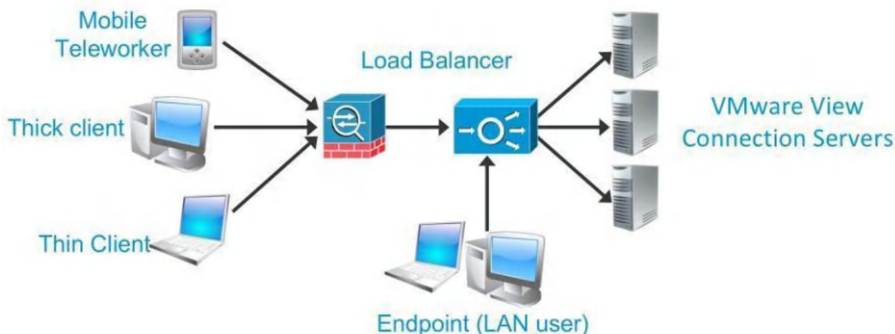 Mobile
Teleworker
Load Balancer
Thick client
VMware View
Connection Servers
Thin Client
Endpoint (LAN user)